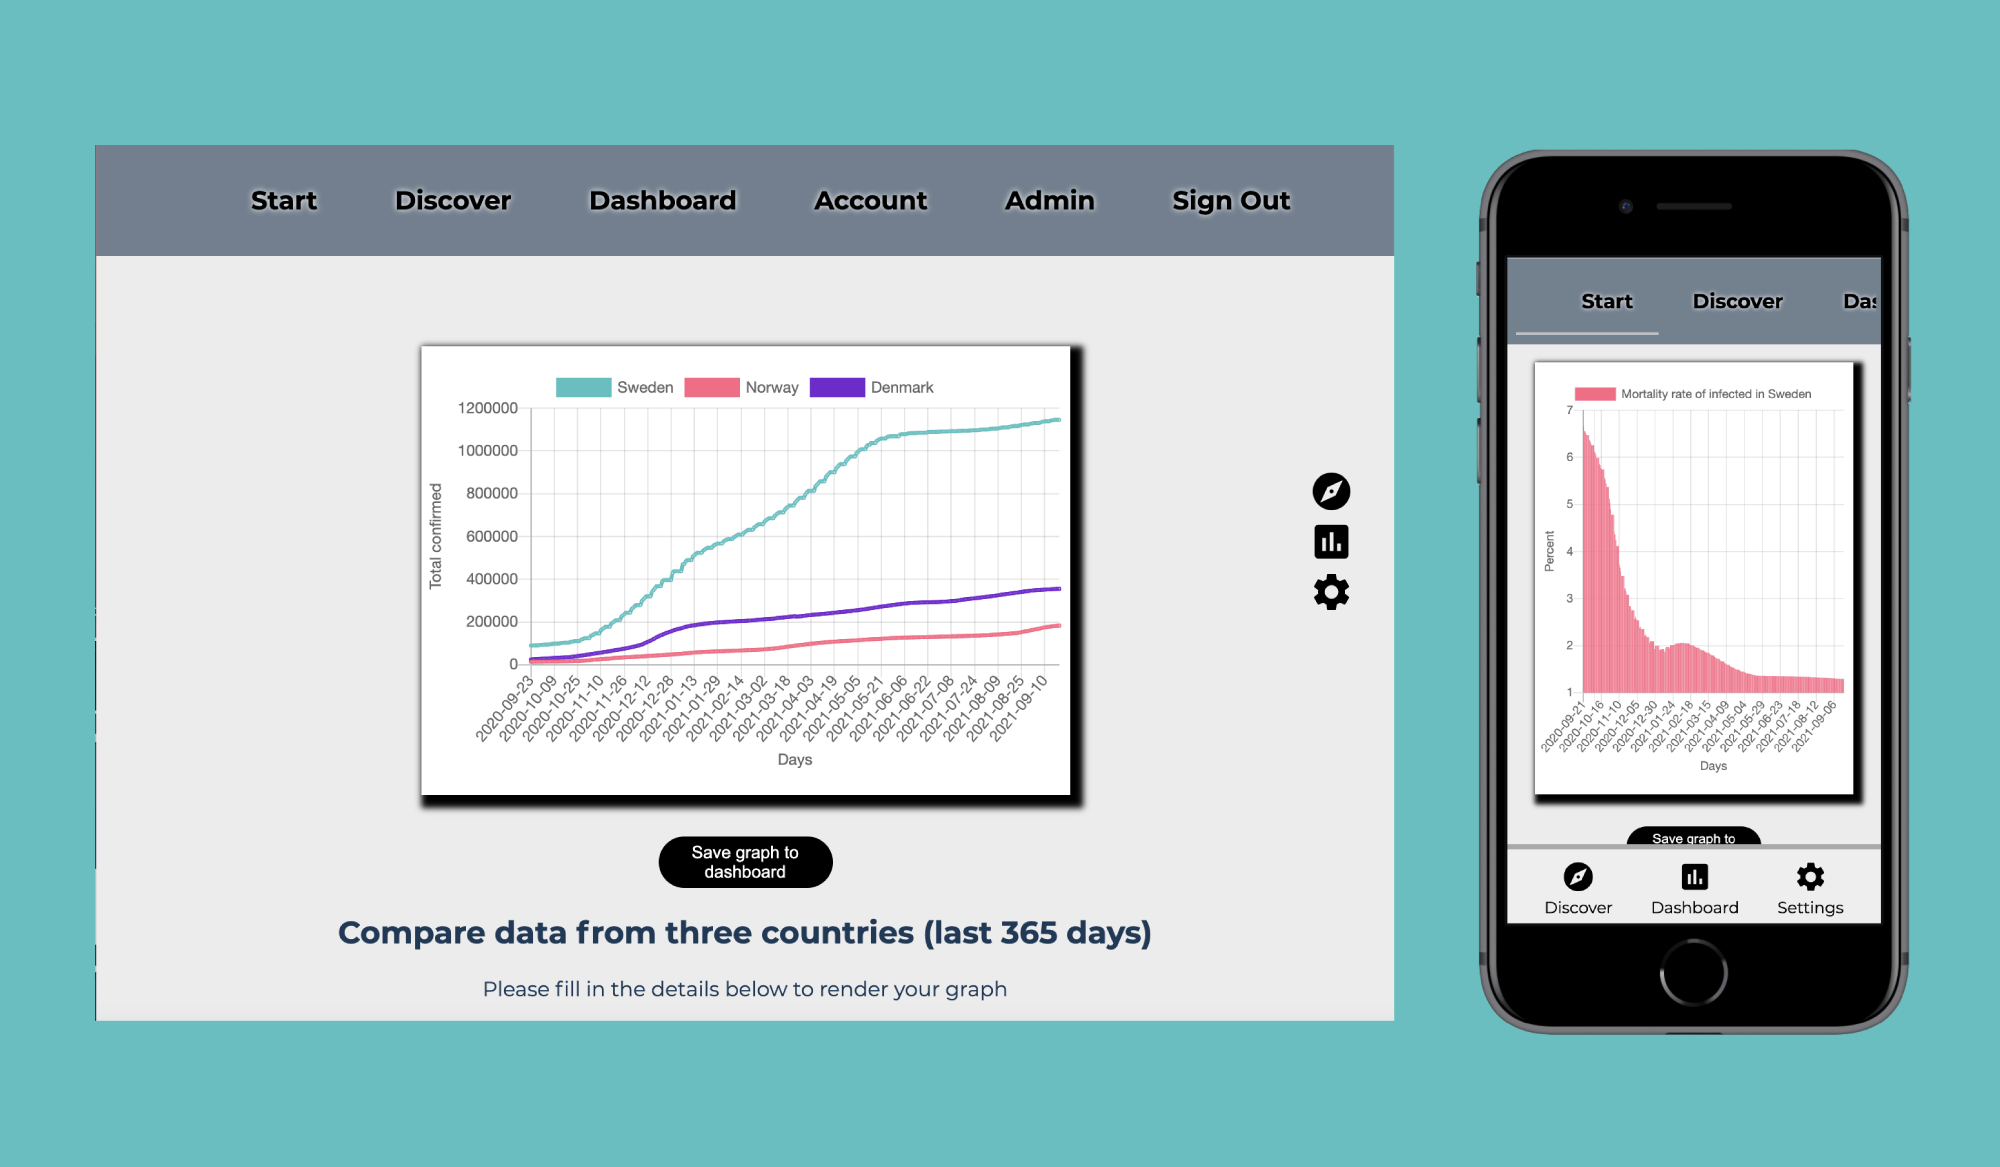 Start Discover Dashboard Account Admin Sign Out
Sweden Norway Denmark
1200000
1000000
800000
600000
400000
200000
0
Total confirmed
2020-09-23 2020-10-09 2020-10-25 2020-11-10 2020-11-26 2020-12-12 2020-12-28 2021-01-13 2021-01-29 2021-02-14 2021-03-02 2021-03-18 2021-04-03 2021-04-19 2021-05-05 2021-05-21 2021-06-06 2021-06-22 2021-07-08 2021-07-24 2021-08-09 2021-08-25 2021-09-10
Days
Save graph to
dashboard
Compare data from three countries (last 365 days)
Please fill in the details below to render your graph
Start Discover Das
Mortality rate of infected in Sweden
7
6
5
4
3
2
1
Percent
2020-09-21 2020-10-16 2020-11-10 2020-12-05 2020-12-30 2021-01-24 2021-02-18 2021-03-15 2021-04-09 2021-05-04 2021-05-29 2021-06-23 2021-07-18 2021-08-12 2021-09-06
Days
Save graph to
Discover Dashboard Settings